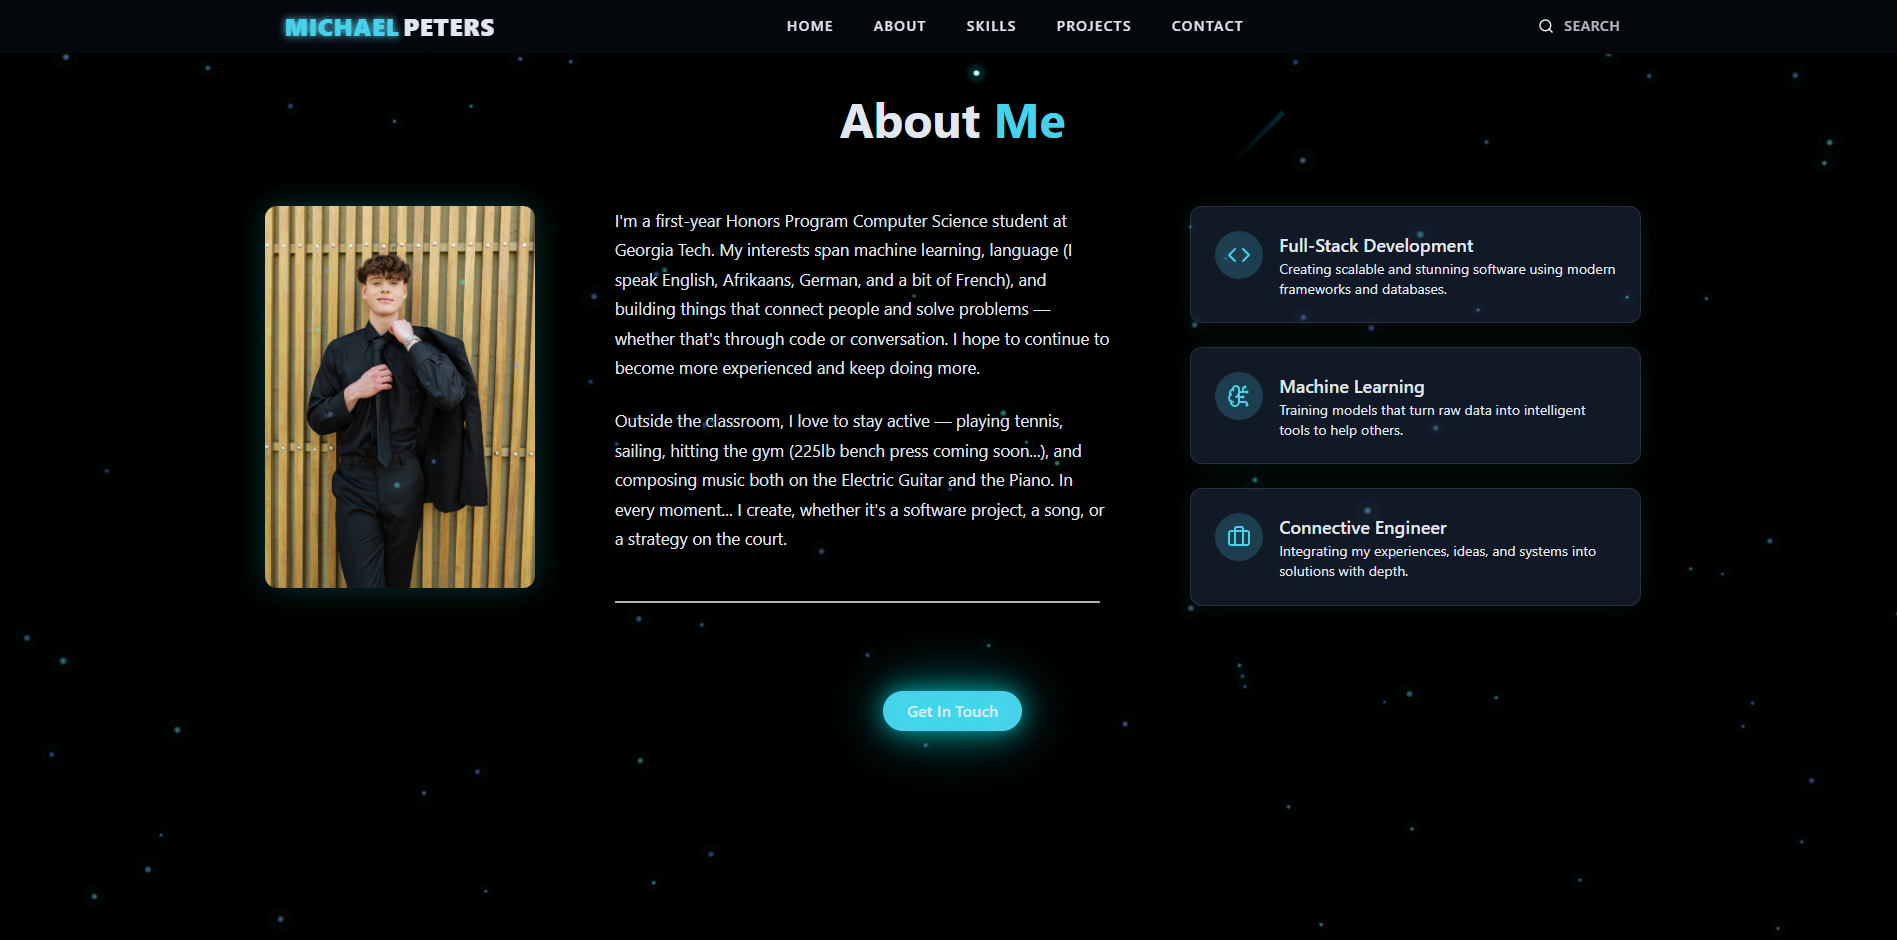 MICHAEL PETERS
HOME
ABOUT
SKILLS
PROJECTS
CONTACT
SEARCH
About Me
I'm a first-year Honors Program Computer Science student at
Georgia Tech. My interests span machine learning, language (I
speak English, Afrikaans, German, and a bit of French), and
building things that connect people and solve problems —
whether that's through code or conversation. I hope to continue to
become more experienced and keep doing more.
Outside the classroom, I love to stay active — playing tennis,
sailing, hitting the gym (225lb bench press coming soon...), and
composing music both on the Electric Guitar and the Piano. In
every moment... I create, whether it's a software project, a song, or
a strategy on the court.
Full-Stack Development
Creating scalable and stunning software using modern
frameworks and databases.
Machine Learning
Training models that turn raw data into intelligent
tools to help others.
Connective Engineer
Integrating my experiences, ideas, and systems into
solutions with depth.
Get In Touch